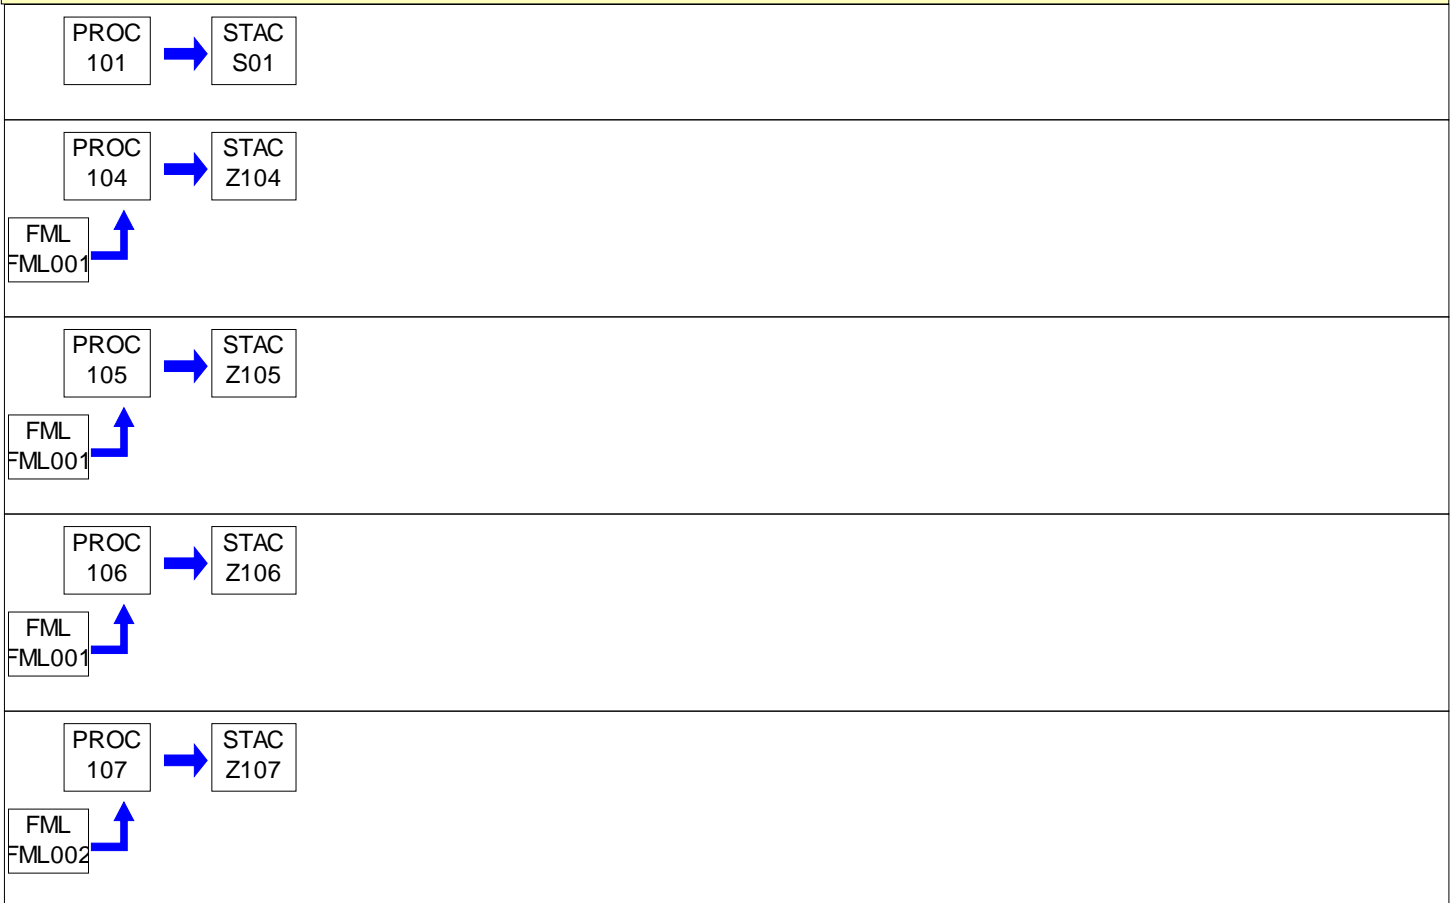 PROC
101
STAC
S01
PROC
104
STAC
Z104
FML
FML001
PROC
105
STAC
Z105
FML
FML001
PROC
106
STAC
Z106
FML
FML001
PROC
107
STAC
Z107
FML
FML002